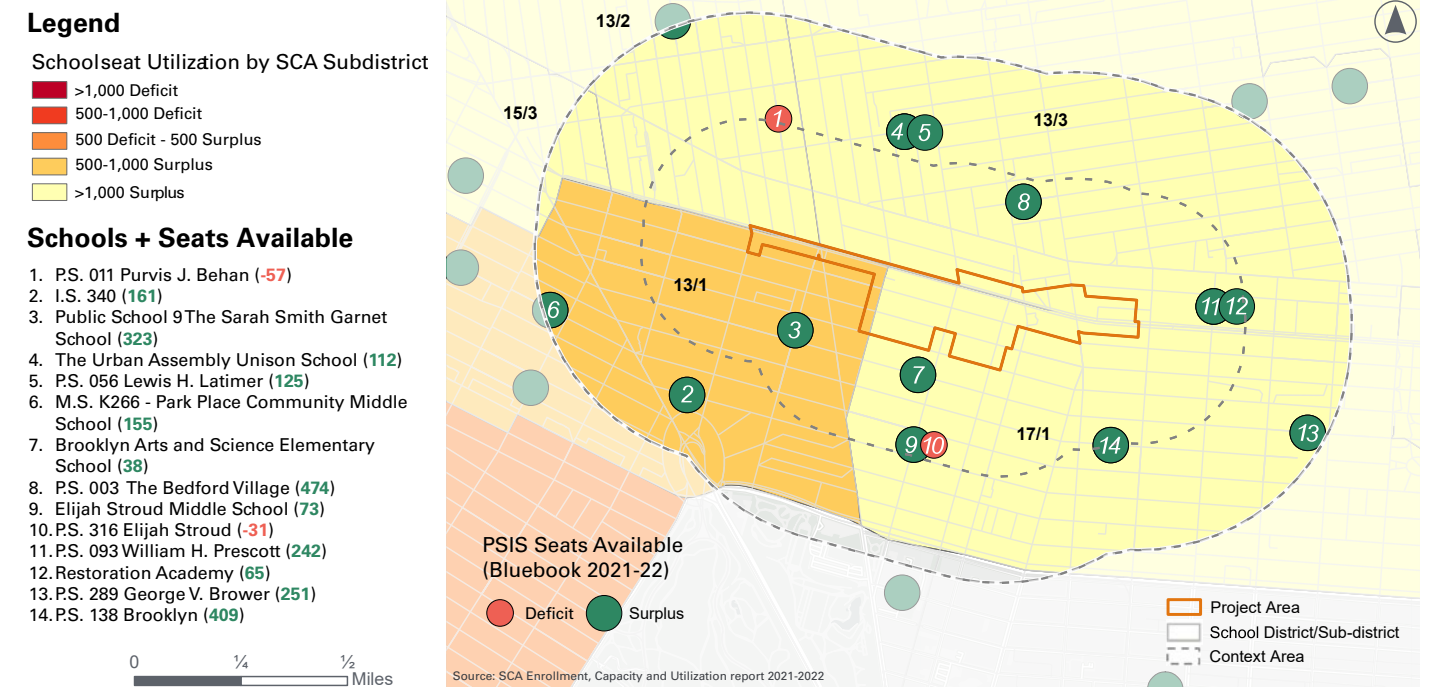 Legend
School seat Utilization by SCA Subdistrict
>1,000 Deficit
500-1,000 Deficit
500 Deficit - 500 Surplus
500-1,000 Surplus
>1,000 Surplus
Schools + Seats Available
1. P.S. 011 Purvis J. Behan (-57)
2. I.S. 340 (161)
3. Public School 9 The Sarah Smith Garnet
School (323)
4. The Urban Assembly Unison School (112)
5. P.S. 056 Lewis H. Latimer (125)
6. M.S. K266 - Park Place Community Middle
School (155)
7. Brooklyn Arts and Science Elementary
School (38)
8. P.S. 003 The Bedford Village (474)
9. Elijah Stroud Middle School (73)
10. P.S. 316 Elijah Stroud (-31)
11. P.S. 093 William H. Prescott (242)
12. Restoration Academy (65)
13. P.S. 289 George V. Brower (251)
14. P.S. 138 Brooklyn (409)
0 ¼ ½
Miles
13/2
15/3
13/3
1
4 5
8
13/1
6
3
11 12
7
2
17/1
9 10
14
13
PSIS Seats Available
(Bluebook 2021-22)
Deficit Surplus
Project Area
School District/Sub-district
Context Area
Source: SCA Enrollment, Capacity and Utilization report 2021-2022